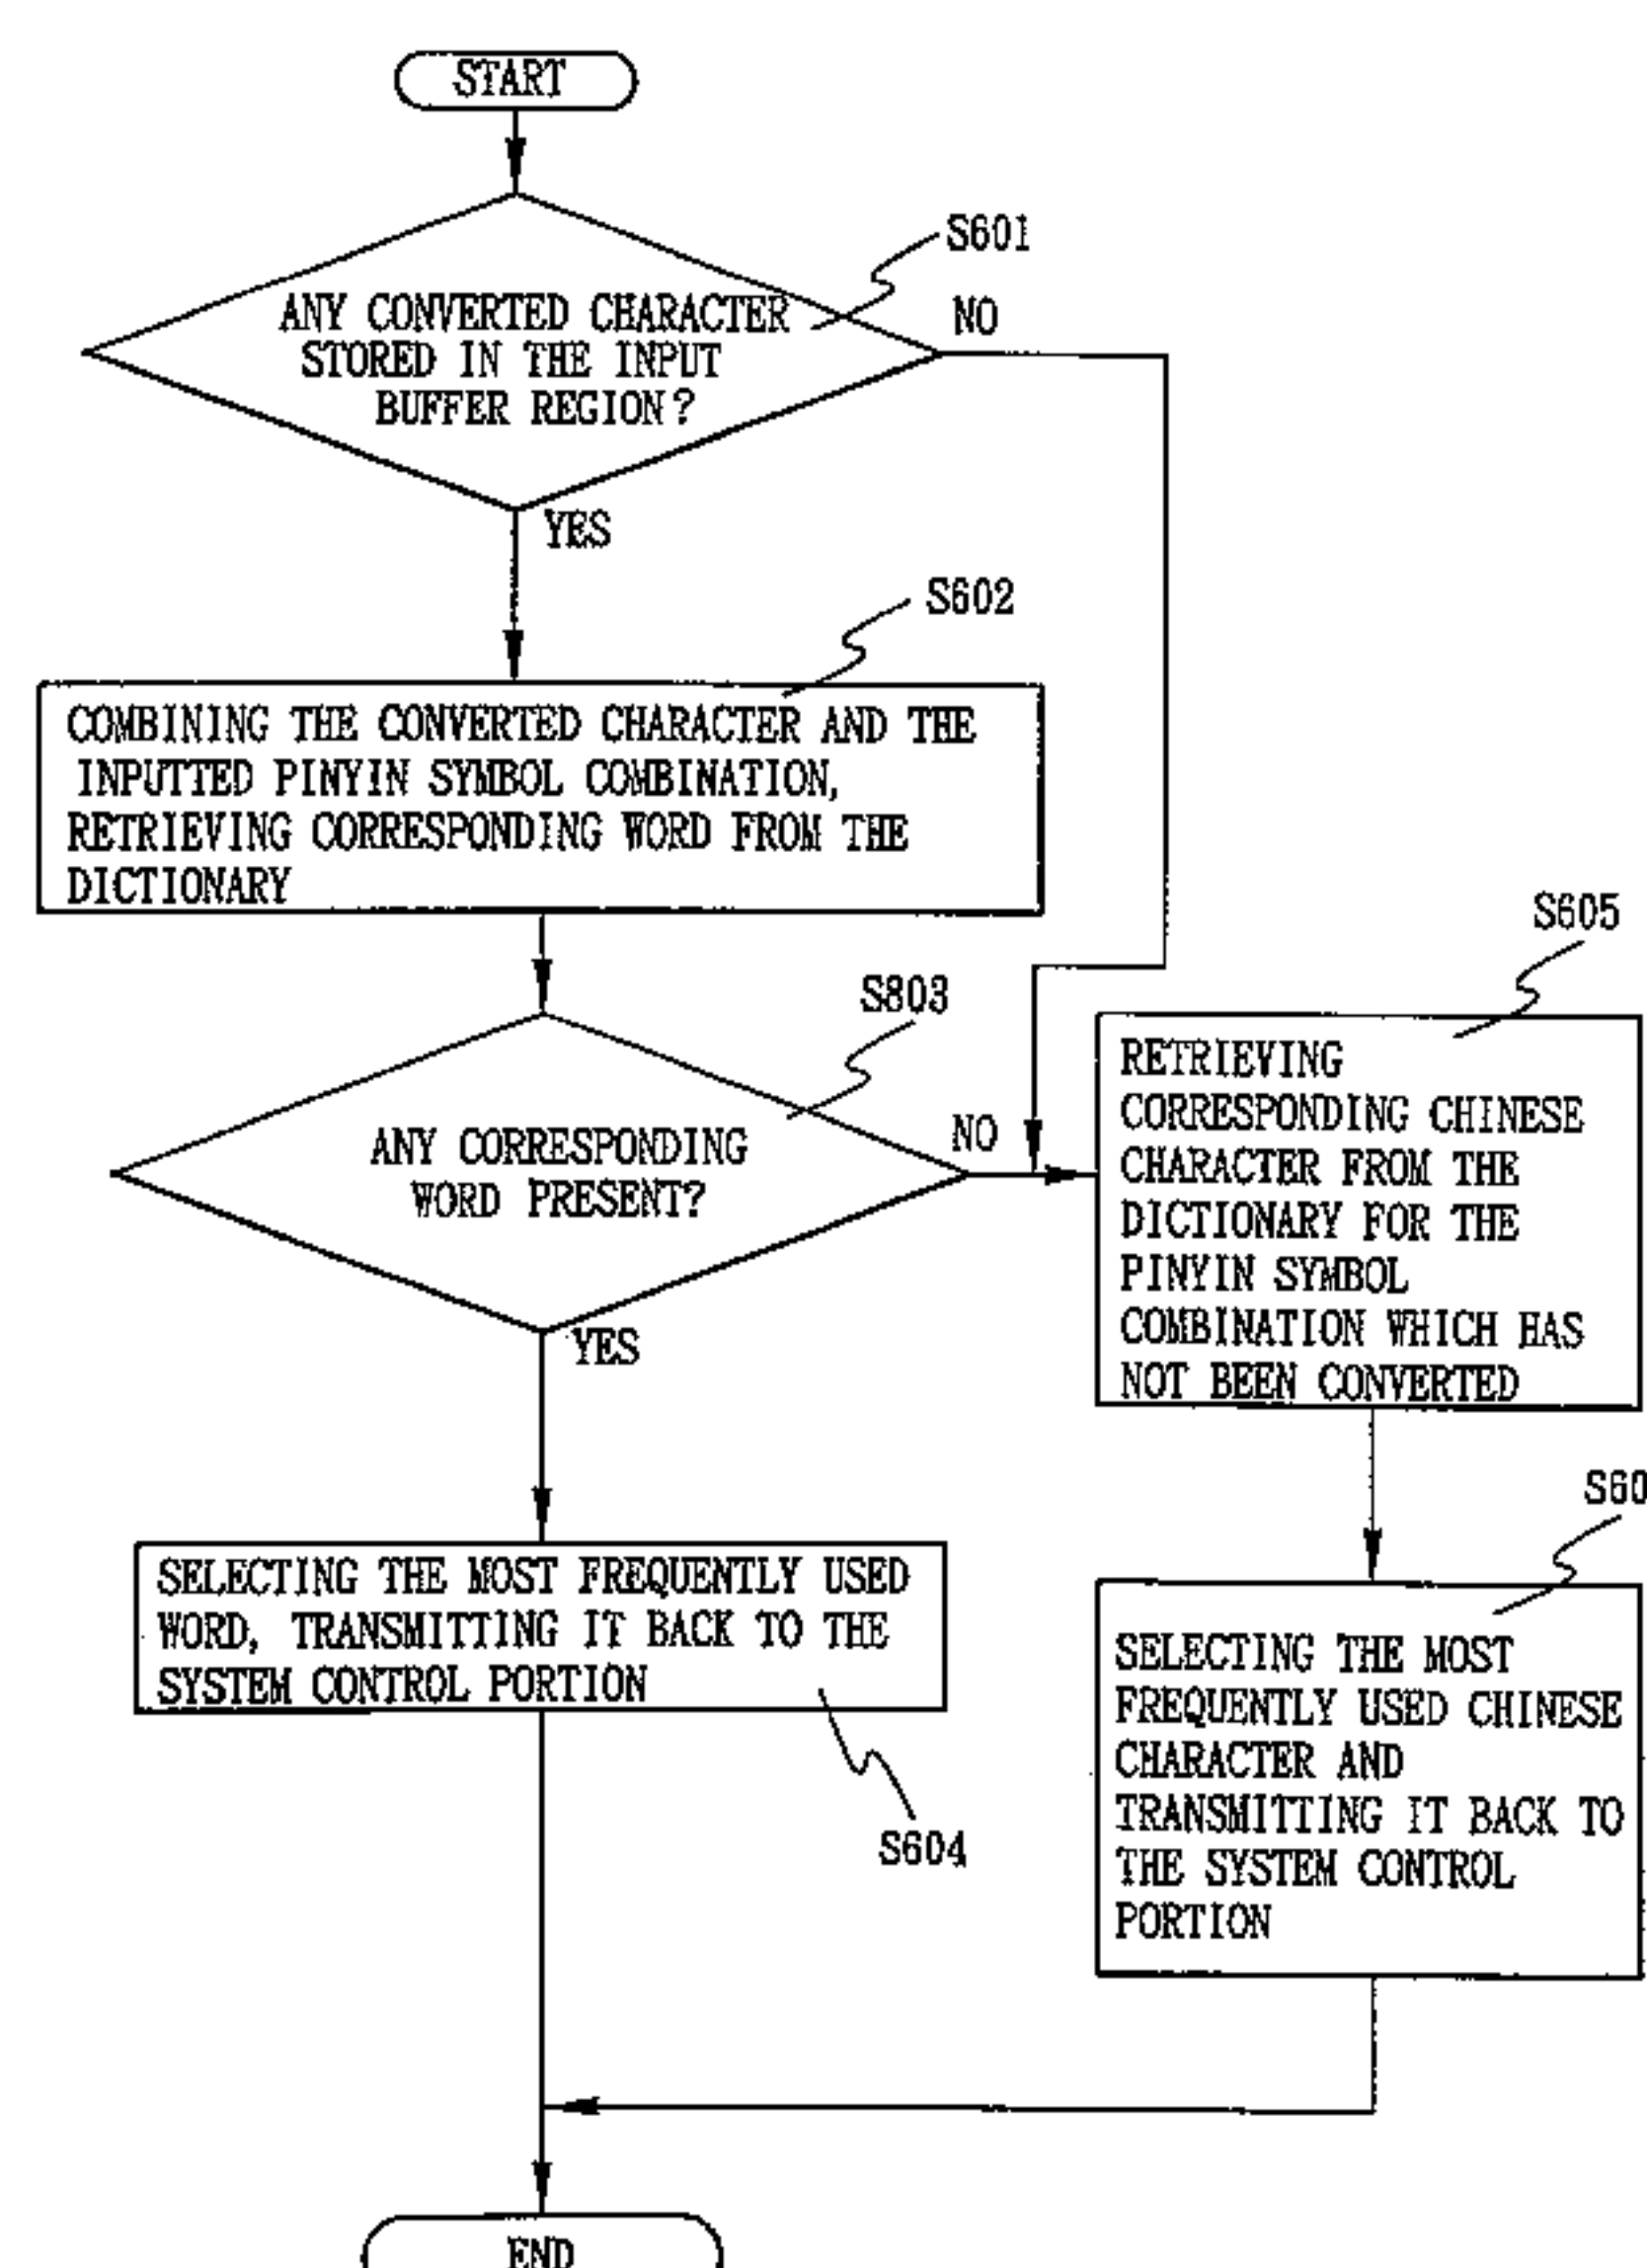 START
S601
ANY CONVERTED CHARACTER
STORED IN THE INPUT
BUFFER REGION?
NO
YES
S602
COMBINING THE CONVERTED CHARACTER AND THE
INPUTTED PINYIN SYMBOL COMBINATION,
RETRIEVING CORRESPONDING WORD FROM THE
DICTIONARY
S803
ANY CORRESPONDING
WORD PRESENT?
NO
YES
S605
RETRIEVING
CORRESPONDING CHINESE
CHARACTER FROM THE
DICTIONARY FOR THE
PINYIN SYMBOL
COMBINATION WHICH HAS
NOT BEEN CONVERTED
SELECTING THE MOST FREQUENTLY USED
WORD, TRANSMITTING IT BACK TO THE
SYSTEM CONTROL PORTION
S604
S60
SELECTING THE MOST
FREQUENTLY USED CHINESE
CHARACTER AND
TRANSMITTING IT BACK TO
THE SYSTEM CONTROL
PORTION
END